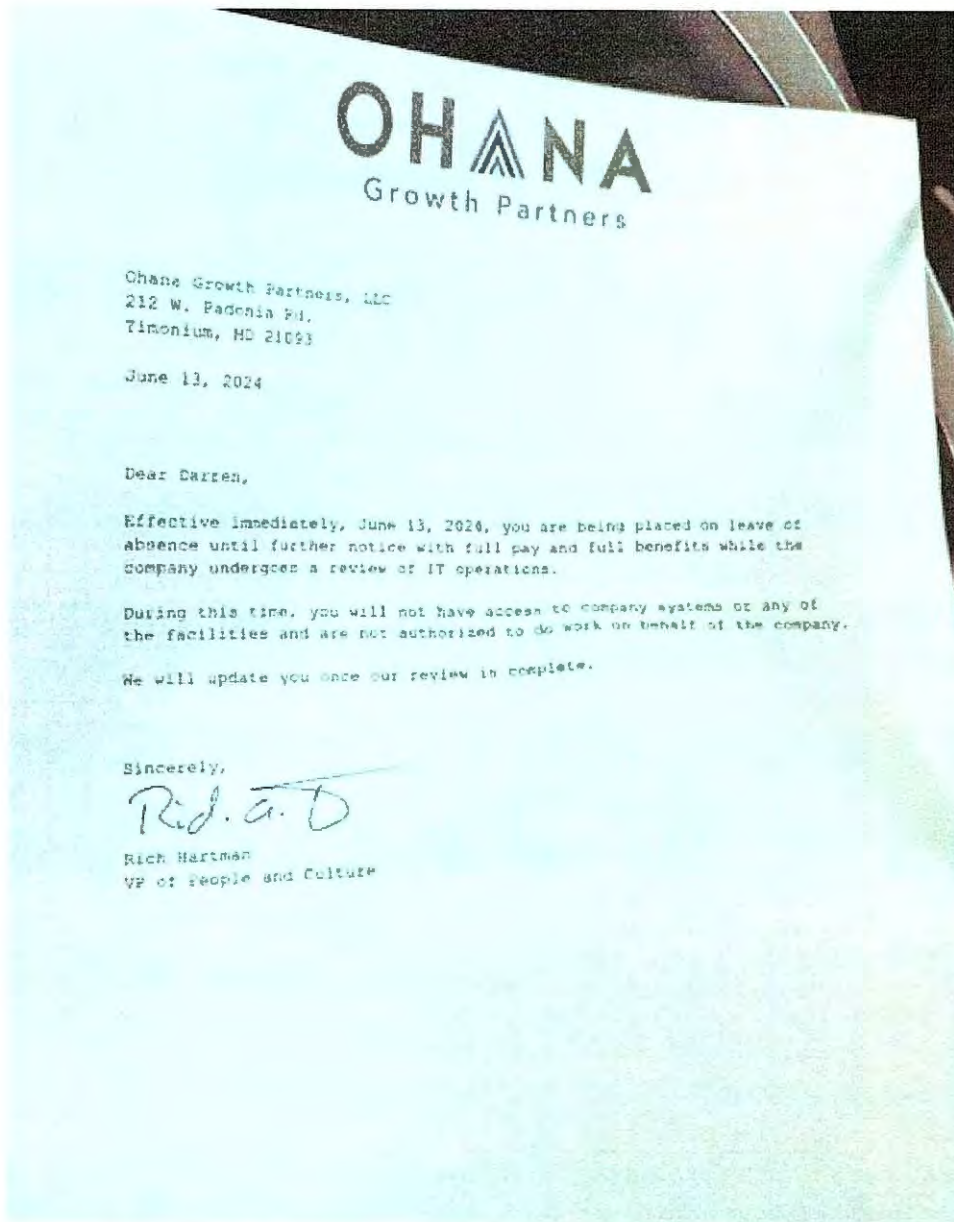 OHANA
Growth Partners
Ohana Growth Partners, LLC
212 W. Padonia Rd.
Timonium, MD 21093
June 13, 2024
Dear Darren,
Effective immediately, June 13, 2024, you are being placed on leave of
absence until further notice with full pay and full benefits while the
company undergoes a review of IT operations.
During this time, you will not have access to company systems or any of
the facilities and are not authorized to do work on behalf of the company.
We will update you once our review is complete.
Sincerely,
Rich Hartman
VP of People and Culture